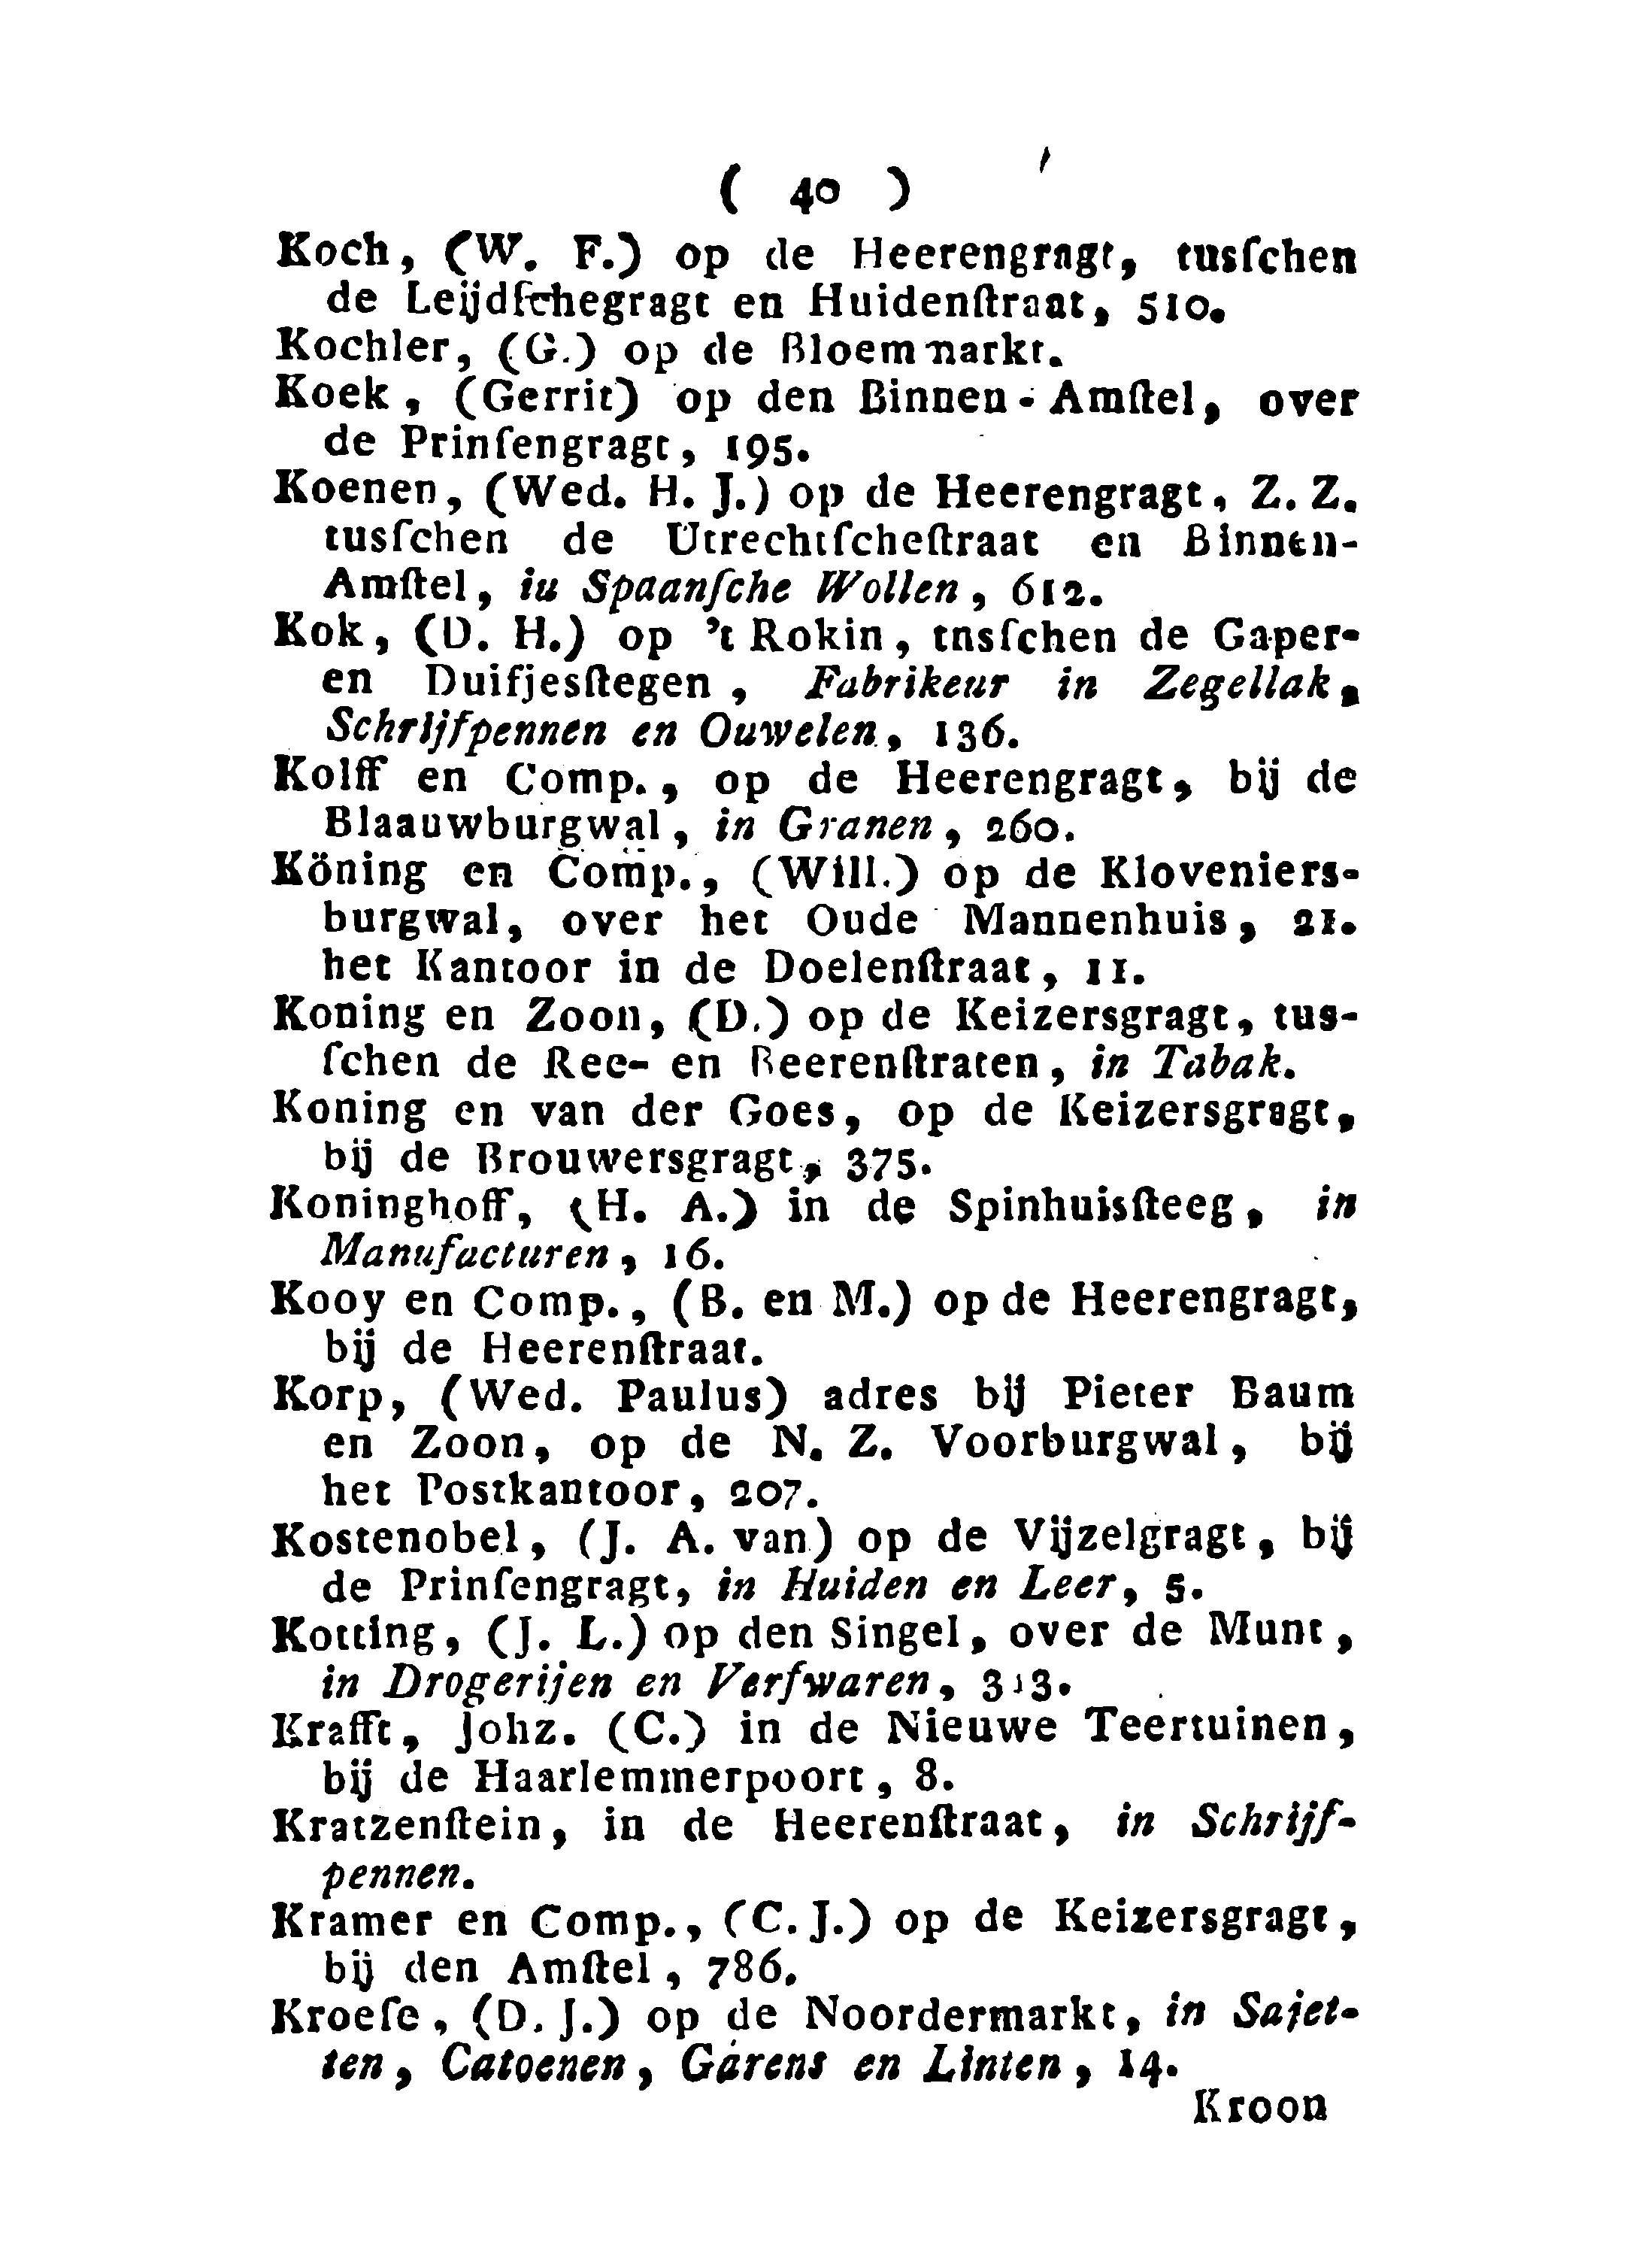 ( 40 )
Koch, (W. F.) op de Heerengragt, tusſchen
de Leijdſchegragt en Huidenſtraat, 510.
Kochler, (G.) op de Bloemmarkt.
Koek, (Gerrit) op den Binnen-Amſtel, over
de Prinſengragt, 195.
Koenen, (Wed. H. J.) op de Heerengragt, Z. Z.
tusſchen de Utrechtſcheſtraat en Binnen-
Amſtel, iu Spaanſche Wollen, 612.
Kok, (D. H.) op 't Rokin, tnsſchen de Gaper-
en Duifjesſtegen, Fabrikeur in Zegellak,
Schrijfpennen en Ouwelen, 136.
Kolff en Comp., op de Heerengragt, bij de
Blaauwburgwal, in Granen, 260.
Köning en Comp., (Will.) op de Kloveniers-
burgwal, over het Oude Mannenhuis, 21.
het Kantoor in de Doelenſtraat, 11.
Koning en Zoon, (D.) op de Keizersgragt, tus-
ſchen de Ree- en Beerenſtraten, in Tabak.
Koning en van der Goes, op de Keizersgragt,
bij de Brouwersgragt, 375.
Koninghoff, (H. A.) in de Spinhuisſteeg, in
Manufacturen, 16.
Kooy en Comp., (B. en M.) op de Heerengragt,
bij de Heerenſtraat.
Korp, (Wed. Paulus) adres bij Pieter Baum
en Zoon, op de N. Z. Voorburgwal, bij
het Postkantoor, 207.
Kostenobel, (J. A. van) op de Vijzelgragt, bij
de Prinſengragt, in Huiden en Leer, 5.
Kotting, (J. L.) op den Singel, over de Munt,
in Drogerijen en Verfwaren, 313.
Krafft, Johz. (C.) in de Nieuwe Teertuinen,
bij de Haarlemmerpoort, 8.
Kratzenſtein, in de Heerenſtraat, in Schrijf-
pennen.
Kramer en Comp., (C. J.) op de Keizersgragt,
bij den Amſtel, 786.
Kroeſe, (D. J.) op de Noordermarkt, in Sajet-
ten, Catoenen, Garens en Linten, 14.
Kroon